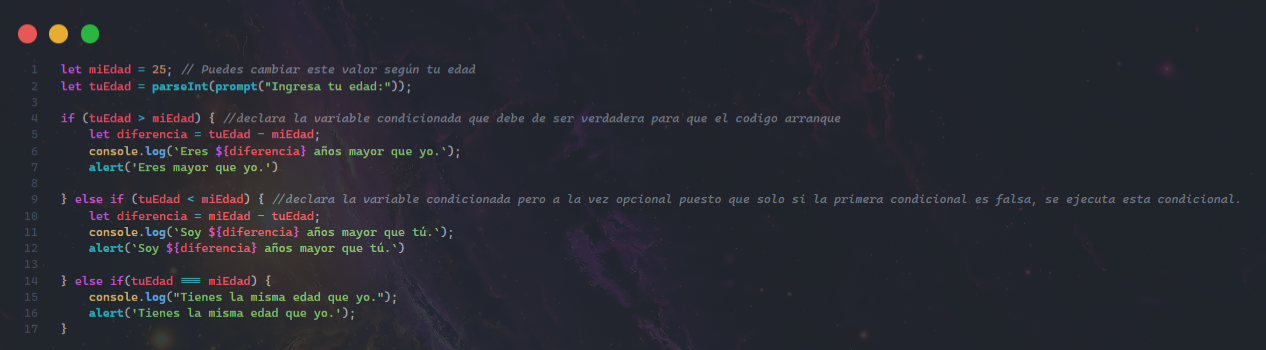 1 let miEdad = 25; // Puedes cambiar este valor según tu edad
2 let tuEdad = parseInt(prompt("Ingresa tu edad:"));
3
4 if (tuEdad > miEdad) { //declara la variable condicionada que debe de ser verdadera para que el codigo arranque
5 let diferencia = tuEdad - miEdad;
6 console.log(`Eres ${diferencia} años mayor que yo.`);
7 alert('Eres mayor que yo.')
8
9 } else if (tuEdad < miEdad) { //declara la variable condicionada pero a la vez opcional puesto que solo si la primera condicional es falsa, se ejecuta esta condicional.
10 let diferencia = miEdad - tuEdad;
11 console.log(`Soy ${diferencia} años mayor que tú.`);
12 alert(`Soy ${diferencia} años mayor que tú.`)
13
14 } else if(tuEdad === miEdad) {
15 console.log("Tienes la misma edad que yo.");
16 alert('Tienes la misma edad que yo.');
17 }